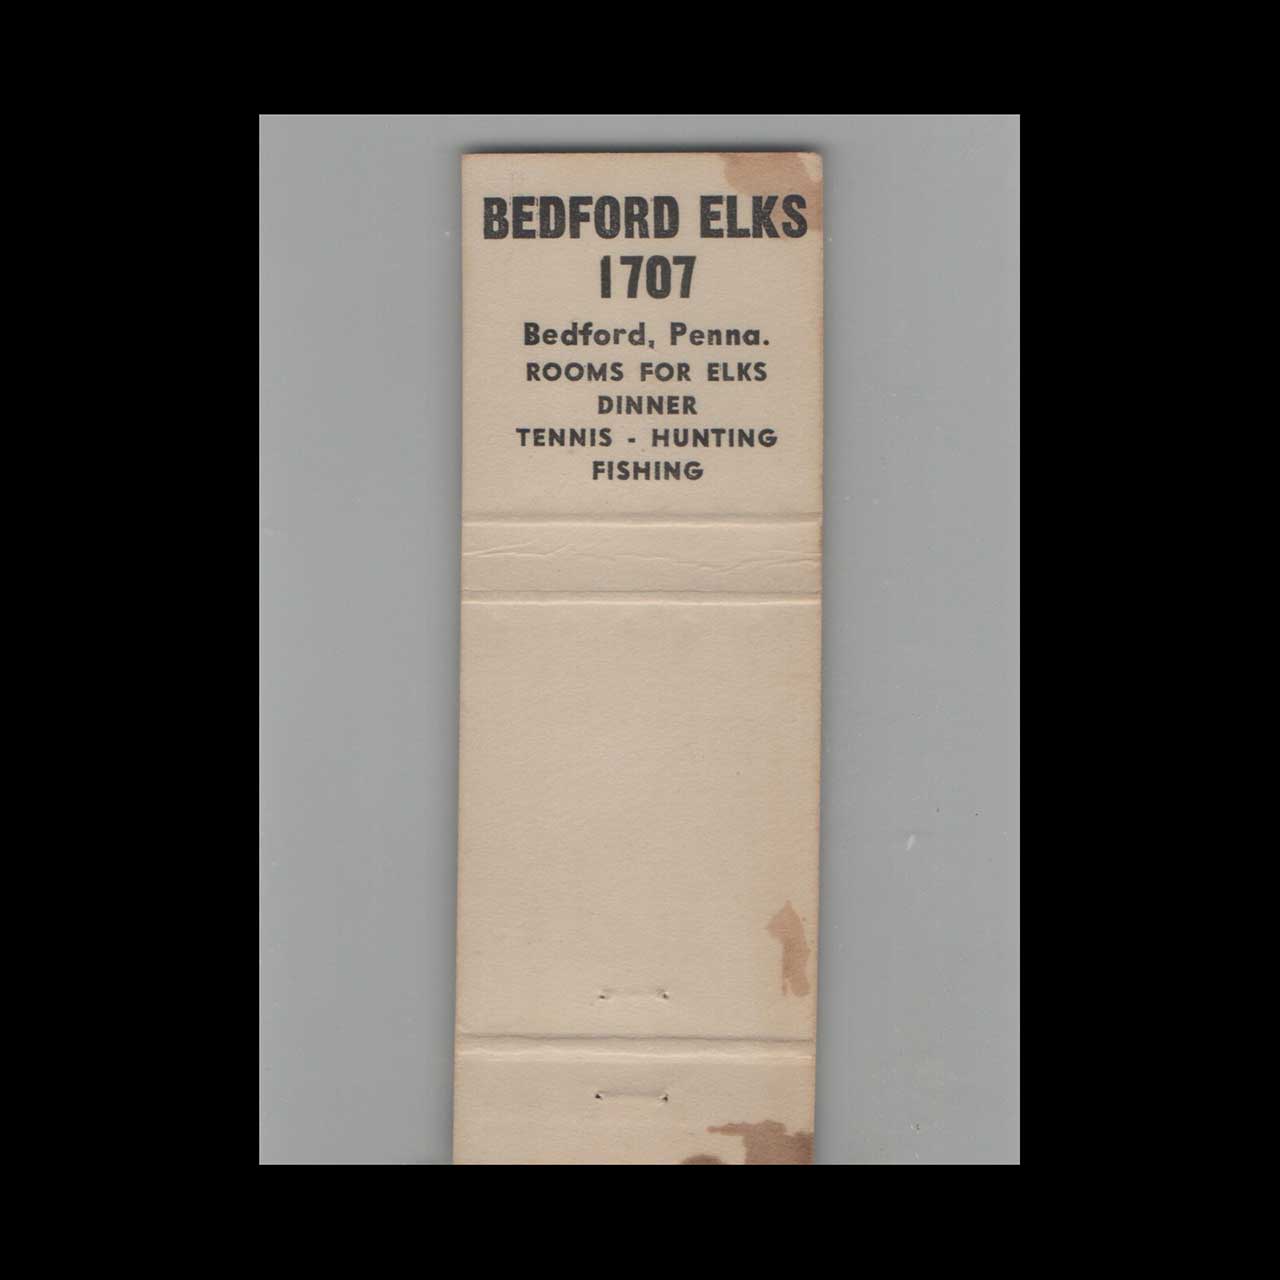 BEDFORD ELKS
1707
Bedford, Penna.
ROOMS FOR ELKS
DINNER
TENNIS - HUNTING
FISHING